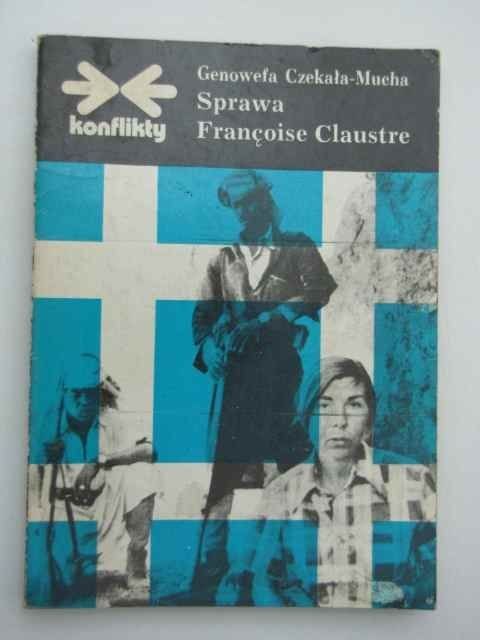 konflikty
Genowefa Czekała-Mucha
Sprawa
Françoise Claustre